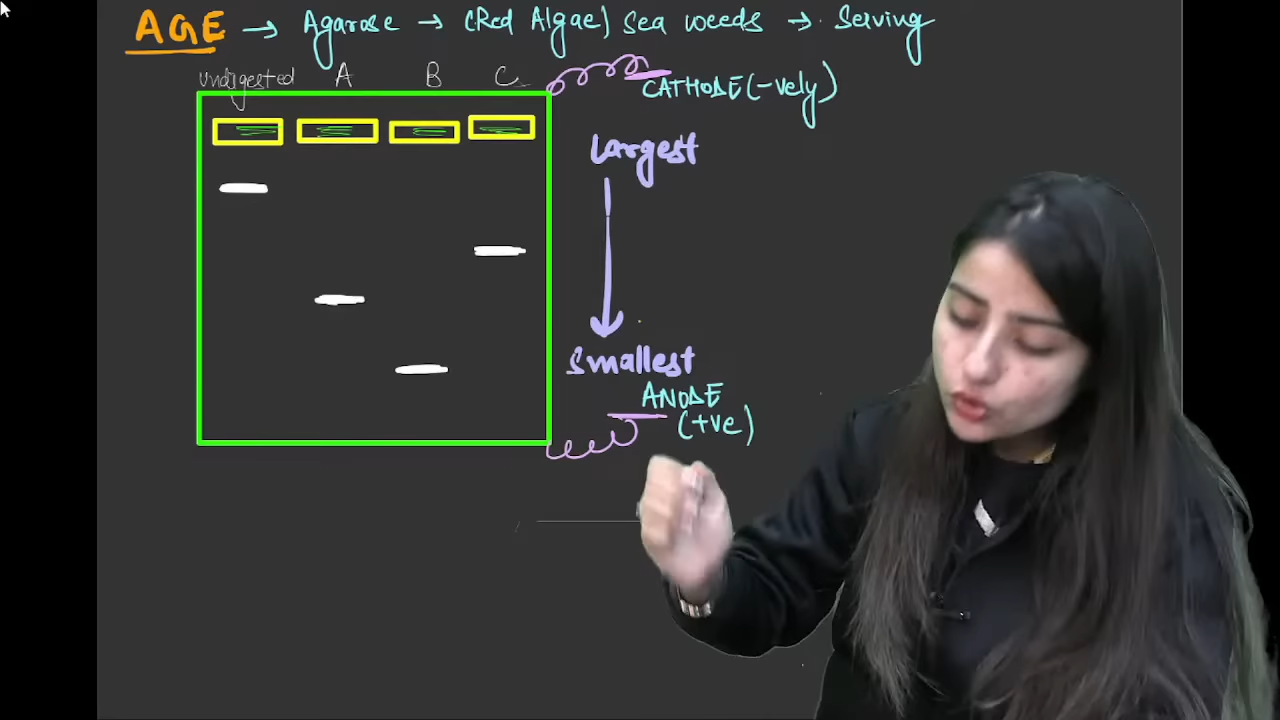 AGE → Agarose → (Red Algae) Sea weeds → Serving
undigested A B C
CATHODE (-vely)
Largest
Smallest
ANODE
(+ve)